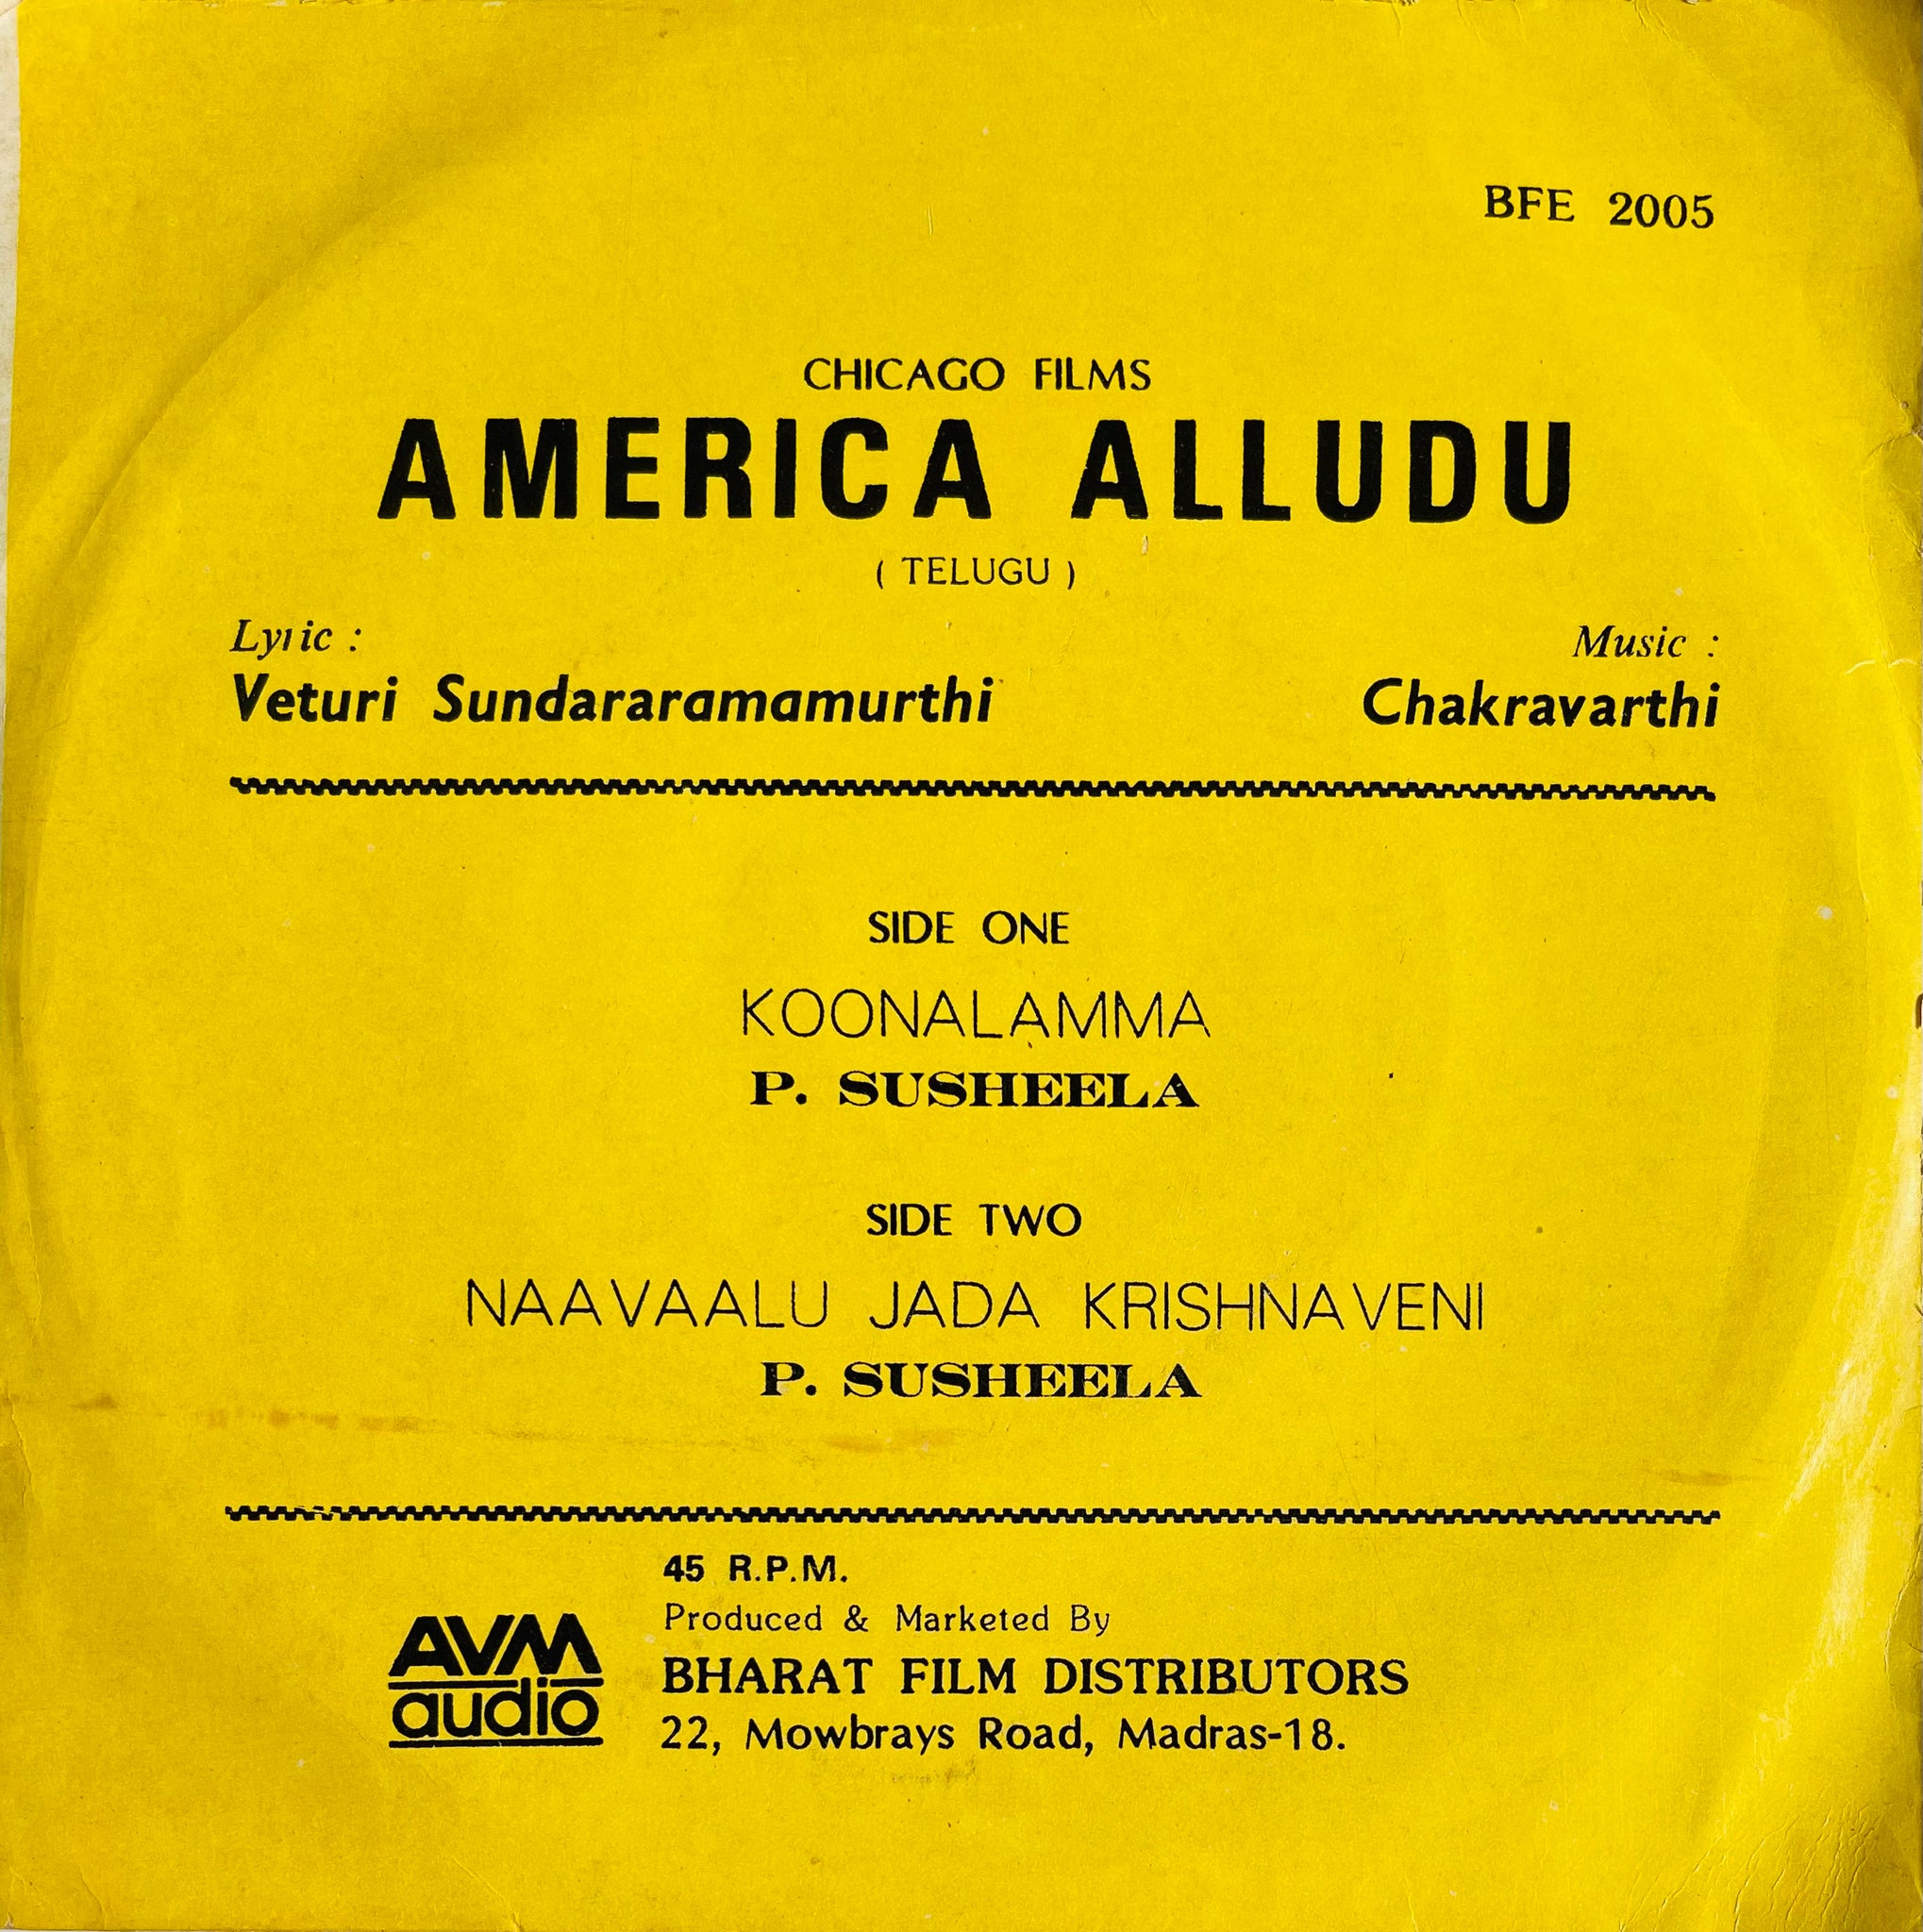 BFE 2005
CHICAGO FILMS
AMERICA ALLUDU
( TELUGU )
Lyric : Music :
Veturi Sundararamamurthi Chakravarthi
SIDE ONE
KOONALAMMA
P. SUSHEELA
SIDE TWO
NAAVAALU JADA KRISHNAVENI
P. SUSHEELA
45 R.P.M.
Produced & Marketed By
AVM
audio
BHARAT FILM DISTRIBUTORS
22, Mowbrays Road, Madras-18.